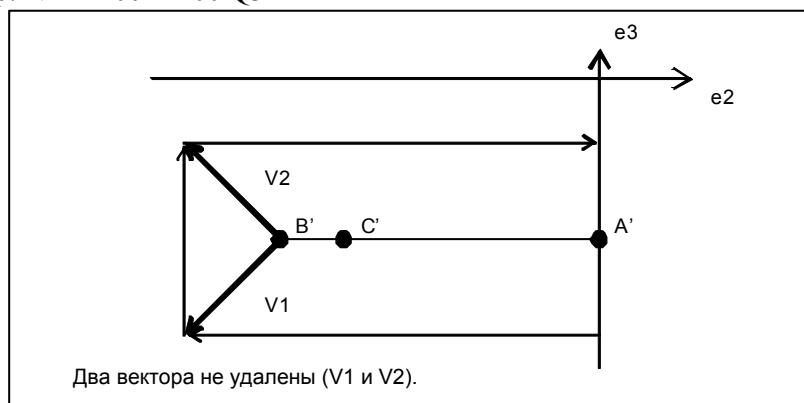 e3
e2
V2
B’ C’ A’
V1
Два вектора не удалены (V1 и V2).